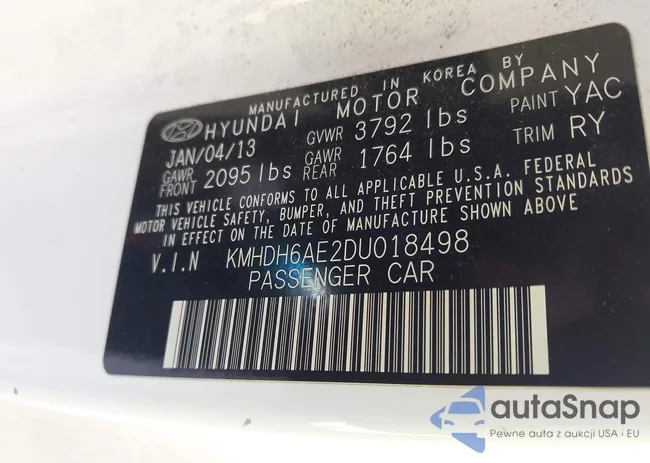 MANUFACTURED IN KOREA BY
HYUNDAI MOTOR COMPANY
JAN/04/13 GVWR 3792 lbs PAINT YAC
GAWR FRONT 2095 lbs GAWR REAR 1764 lbs TRIM RY
THIS VEHICLE CONFORMS TO ALL APPLICABLE U.S.A. FEDERAL
MOTOR VEHICLE SAFETY, BUMPER, AND THEFT PREVENTION STANDARDS
IN EFFECT ON THE DATE OF MANUFACTURE SHOWN ABOVE
V.I.N KMHDH6AE2DU018498
PASSENGER CAR
autaSnap
Pewne auta z aukcji USA i EU